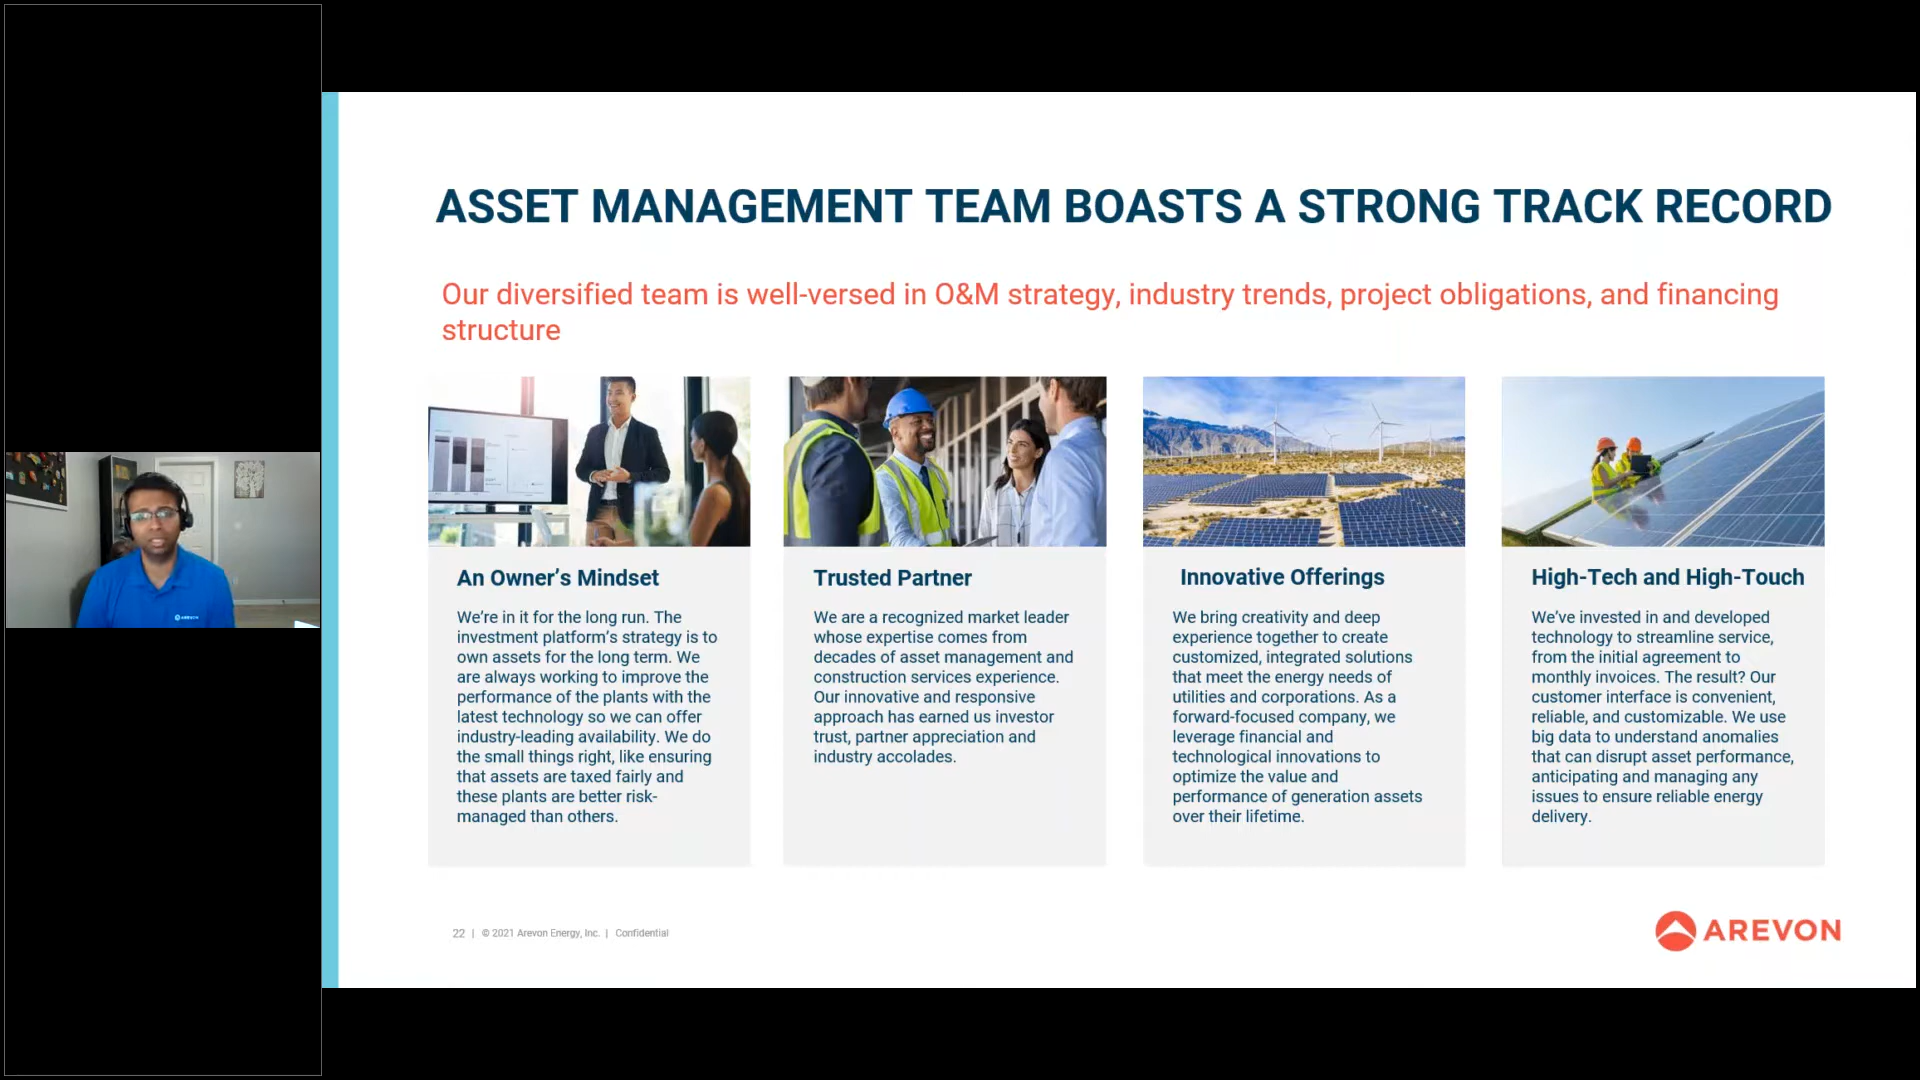 ASSET MANAGEMENT TEAM BOASTS A STRONG TRACK RECORD
Our diversified team is well-versed in O&M strategy, industry trends, project obligations, and financing
structure
An Owner’s Mindset
We’re in it for the long run. The
investment platform’s strategy is to
own assets for the long term. We
are always working to improve the
performance of the plants with the
latest technology so we can offer
industry-leading availability. We do
the small things right, like ensuring
that assets are taxed fairly and
these plants are better risk-
managed than others.
Trusted Partner
We are a recognized market leader
whose expertise comes from
decades of asset management and
construction services experience.
Our innovative and responsive
approach has earned us investor
trust, partner appreciation and
industry accolades.
Innovative Offerings
We bring creativity and deep
experience together to create
customized, integrated solutions
that meet the energy needs of
utilities and corporations. As a
forward-focused company, we
leverage financial and
technological innovations to
optimize the value and
performance of generation assets
over their lifetime.
High-Tech and High-Touch
We’ve invested in and developed
technology to streamline service,
from the initial agreement to
monthly invoices. The result? Our
customer interface is convenient,
reliable, and customizable. We use
big data to understand anomalies
that can disrupt asset performance,
anticipating and managing any
issues to ensure reliable energy
delivery.
22 | © 2021 Arevon Energy, Inc. | Confidential
AREVON
AREVON